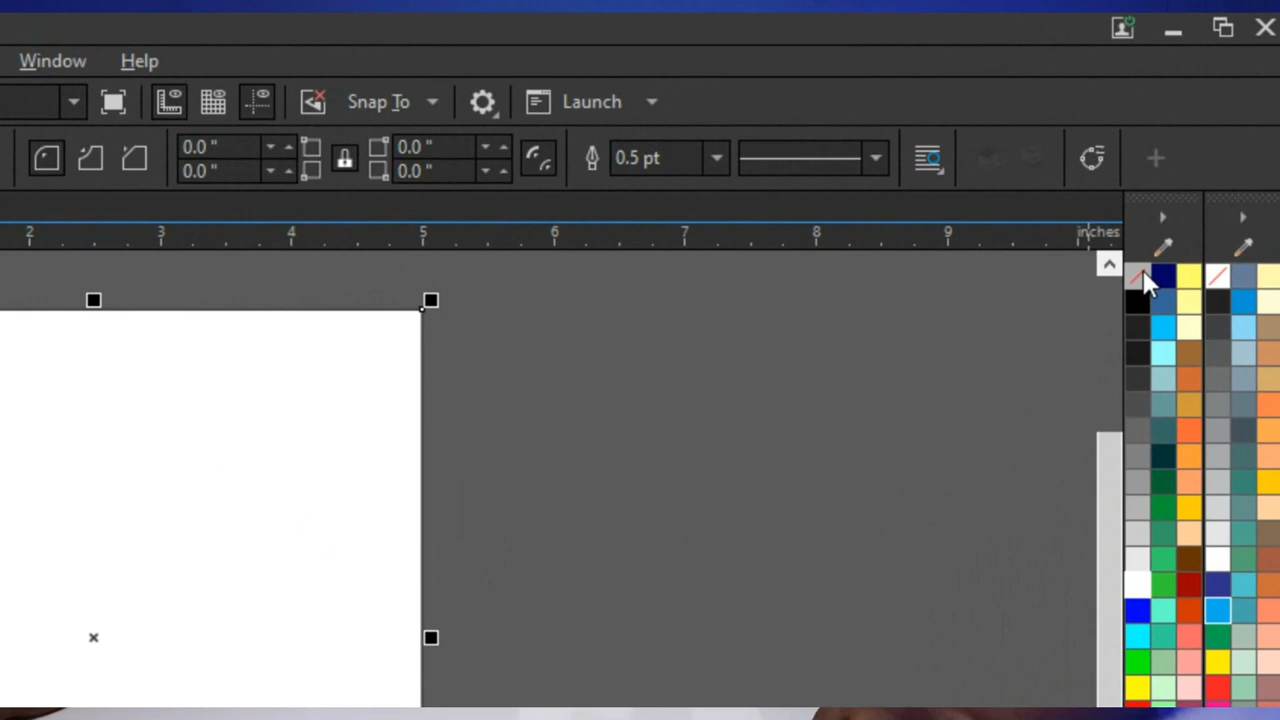 Window Help
Snap To Launch
0.0 " 0.0 " 0.5 pt
0.0 " 0.0 "
2 3 4 5 6 7 8 9 inches